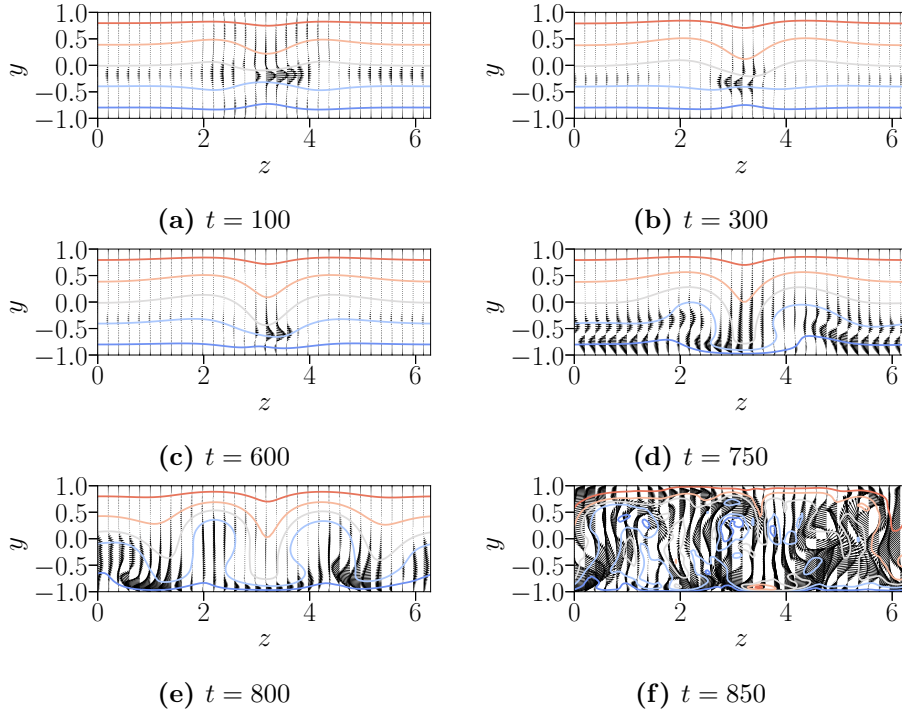 1.0
0.5
0.0
−0.5
−1.0
y
0 2 4 6
z
(a) t = 100
1.0
0.5
0.0
−0.5
−1.0
y
0 2 4 6
z
(b) t = 300
1.0
0.5
0.0
−0.5
−1.0
y
0 2 4 6
z
(c) t = 600
1.0
0.5
0.0
−0.5
−1.0
y
0 2 4 6
z
(d) t = 750
1.0
0.5
0.0
−0.5
−1.0
y
0 2 4 6
z
(e) t = 800
1.0
0.5
0.0
−0.5
−1.0
y
0 2 4 6
z
(f) t = 850